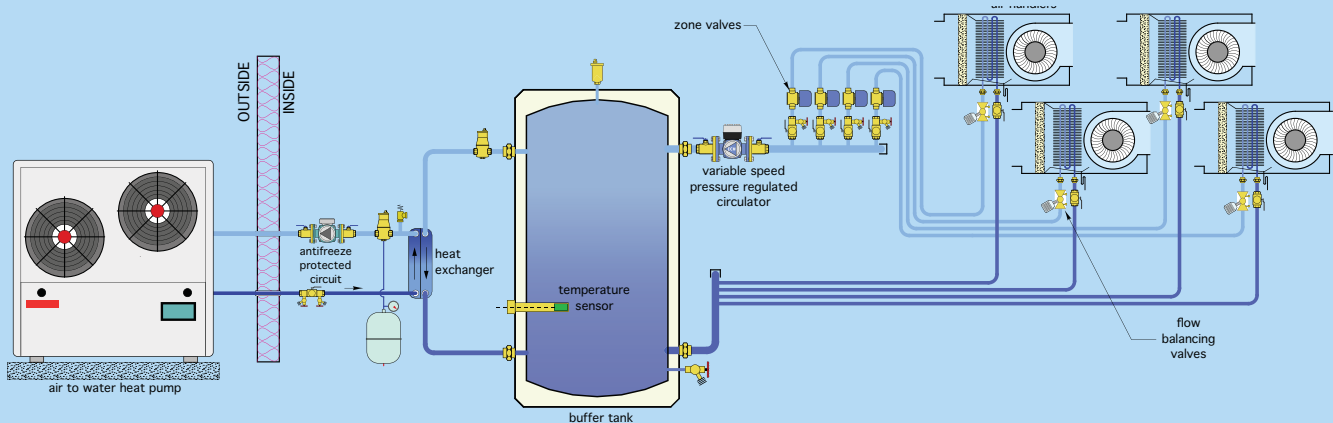 air handlers
zone valves
OUTSIDE
INSIDE
variable speed
pressure regulated
circulator
antifreeze
protected
circuit
heat
exchanger
temperature
sensor
flow
balancing
valves
air to water heat pump
buffer tank